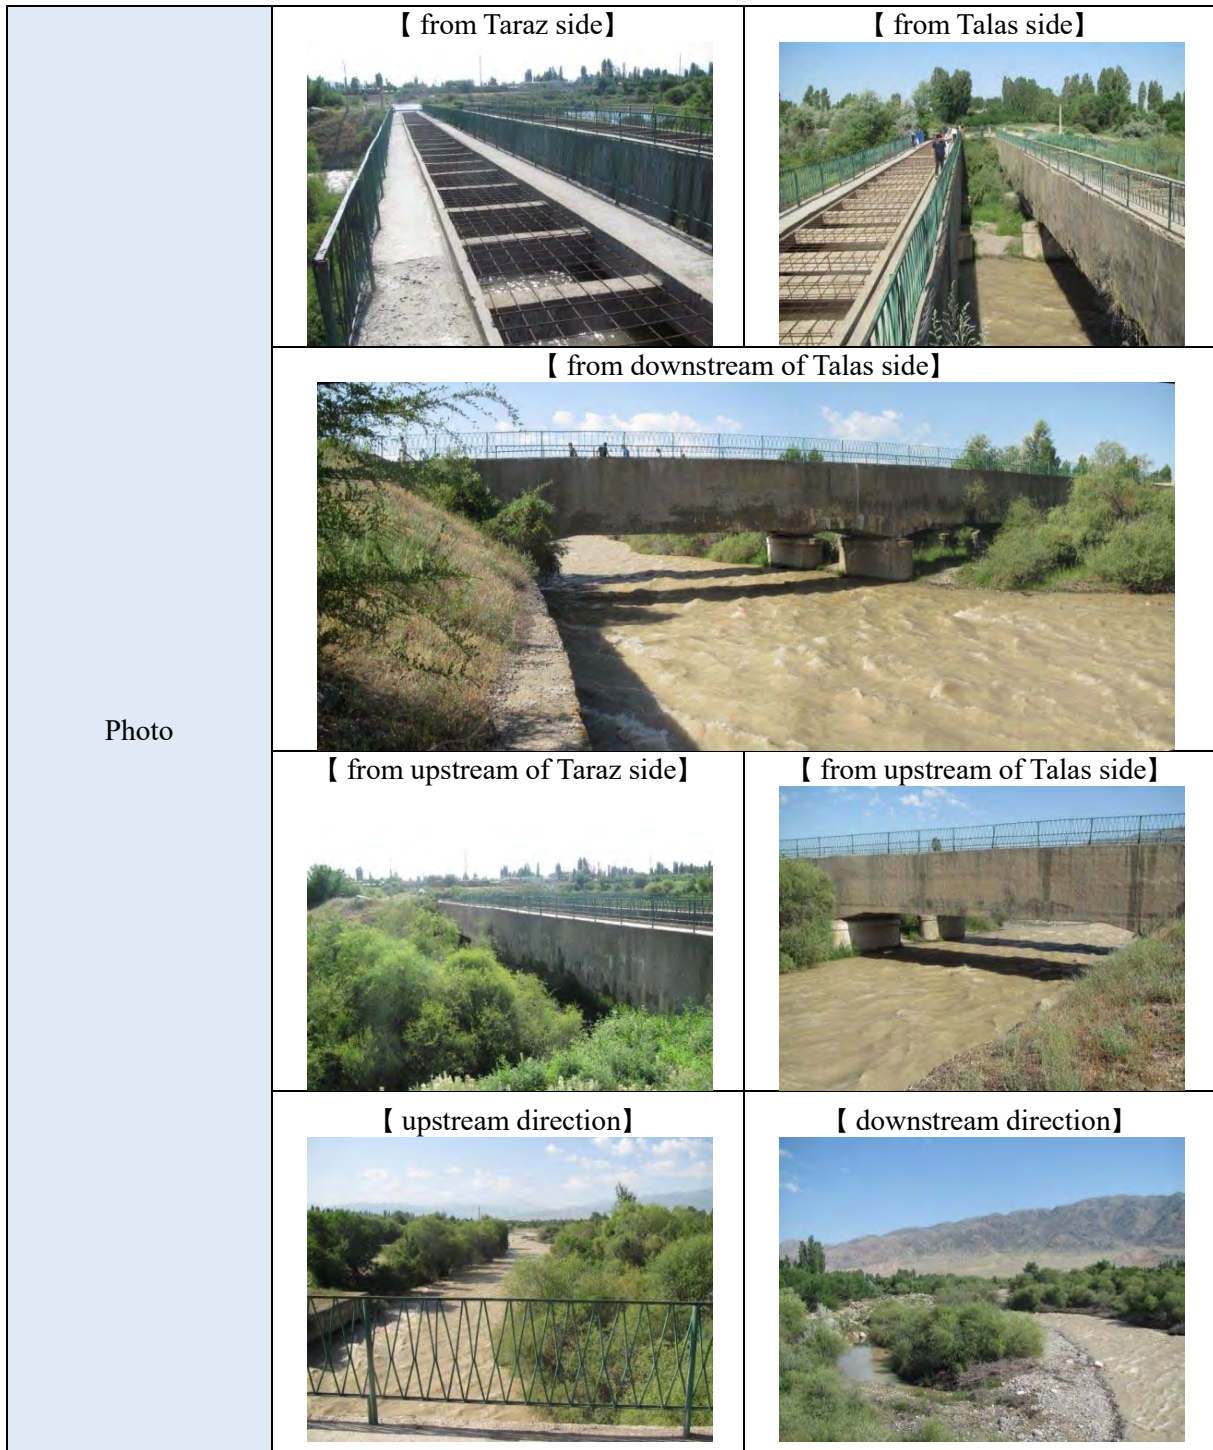 【 from Taraz side】
【 from Talas side】
【 from downstream of Talas side】
Photo
【 from upstream of Taraz side】
【 from upstream of Talas side】
【 upstream direction】
【 downstream direction】